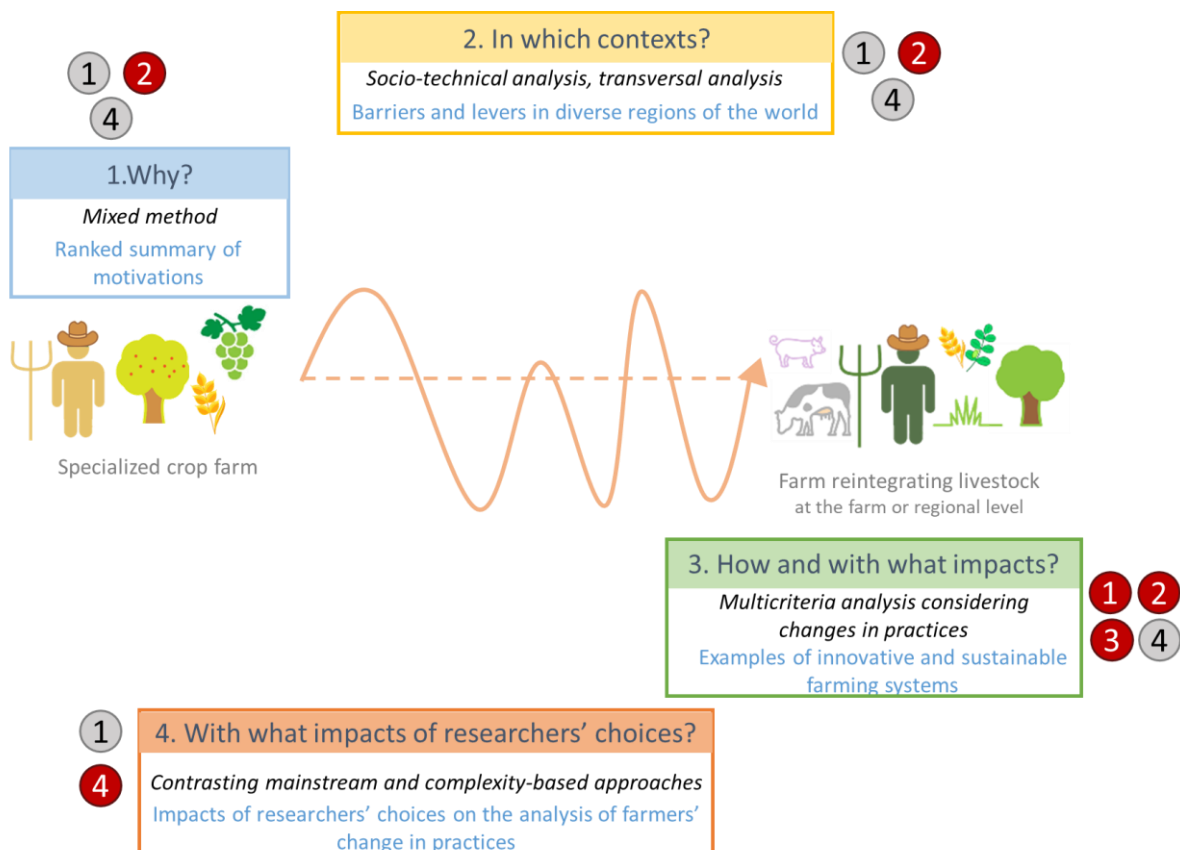 2. In which contexts?
Socio-technical analysis, transversal analysis
Barriers and levers in diverse regions of the world
1 2
4
1 2
4
1.Why?
Mixed method
Ranked summary of
motivations
Specialized crop farm
Farm reintegrating livestock
at the farm or regional level
3. How and with what impacts?
Multicriteria analysis considering
changes in practices
Examples of innovative and sustainable
farming systems
1 2
3 4
1
4
4. With what impacts of researchers’ choices?
Contrasting mainstream and complexity-based approaches
Impacts of researchers’ choices on the analysis of farmers’
change in practices